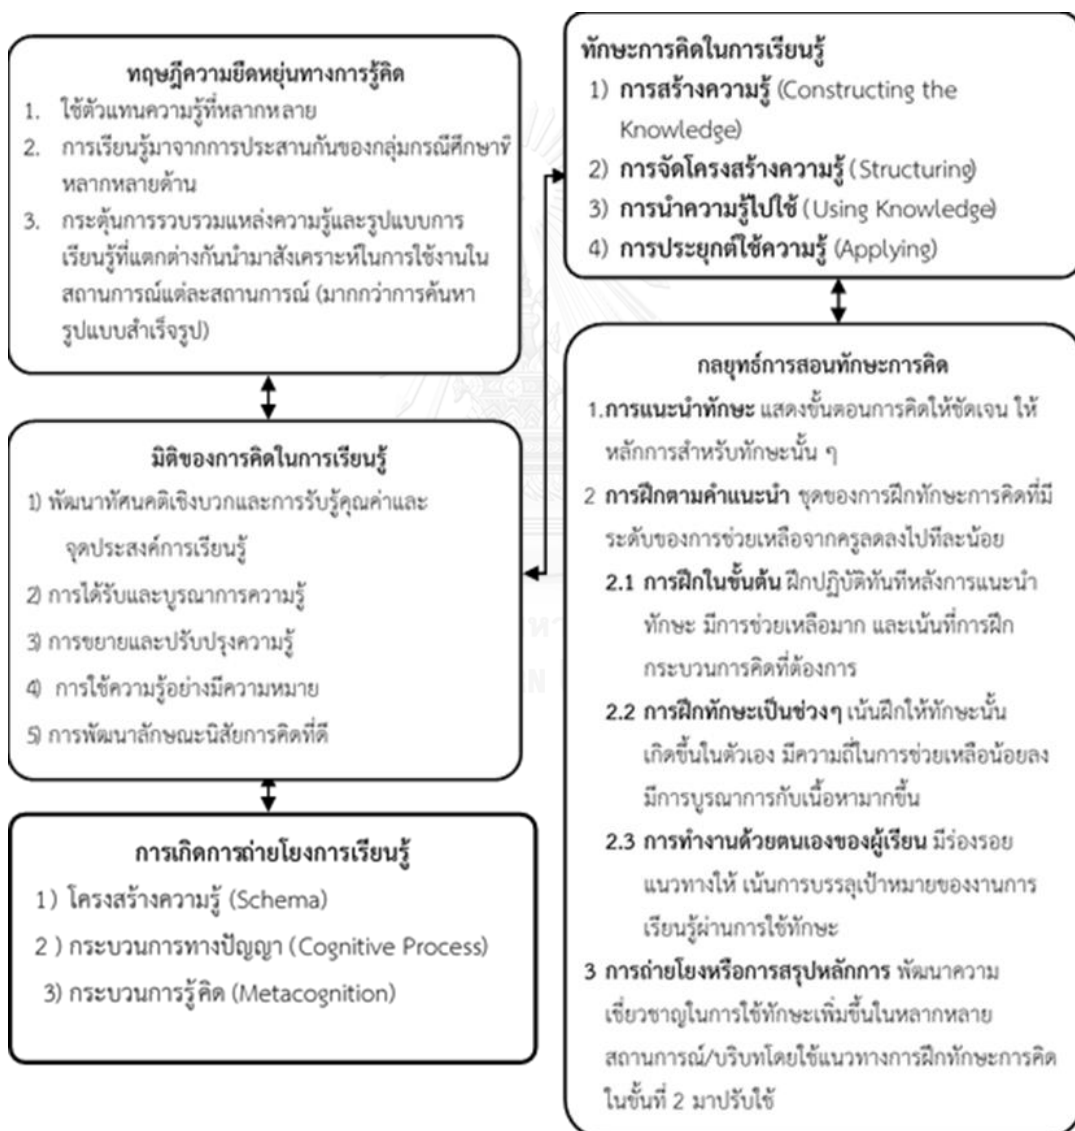 ทฤษฎีความยืดหยุ่นทางการรู้คิด
1. ใช้ตัวแทนความรู้ที่หลากหลาย
2. การเรียนรู้มาจากการประสานกันของกลุ่มกรณีศึกษาที่
หลากหลายด้าน
3. กระตุ้นการรวบรวมแหล่งความรู้และรูปแบบการ
เรียนรู้ที่แตกต่างกันนำมาสังเคราะห์ในการใช้งานใน
สถานการณ์แต่ละสถานการณ์ (มากกว่าการค้นหา
รูปแบบสำเร็จรูป)
มิติของการคิดในการเรียนรู้
1) พัฒนาทัศนคติเชิงบวกและการรับรู้คุณค่าและ
จุดประสงค์การเรียนรู้
2) การได้รับและบูรณาการความรู้
3) การขยายและปรับปรุงความรู้
4) การใช้ความรู้อย่างมีความหมาย
5) การพัฒนาลักษณะนิสัยการคิดที่ดี
การเกิดการถ่ายโยงการเรียนรู้
1) โครงสร้างความรู้ (Schema)
2 ) กระบวนการทางปัญญา (Cognitive Process)
3) กระบวนการรู้คิด (Metacognition)
ทักษะการคิดในการเรียนรู้
1) การสร้างความรู้ (Constructing the
Knowledge)
2) การจัดโครงสร้างความรู้ (Structuring)
3) การนำความรู้ไปใช้ (Using Knowledge)
4) การประยุกต์ใช้ความรู้ (Applying)
กลยุทธ์การสอนทักษะการคิด
1.การแนะนำทักษะ แสดงขั้นตอนการคิดให้ชัดเจน ให้
หลักการสำหรับทักษะนั้น ๆ
2 การฝึกตามคำแนะนำ ชุดของการฝึกทักษะการคิดที่มี
ระดับของการช่วยเหลือจากครูลดลงไปทีละน้อย
2.1 การฝึกในขั้นต้น ฝึกปฏิบัติทันทีหลังการแนะนำ
ทักษะ มีการช่วยเหลือมาก และเน้นที่การฝึก
กระบวนการคิดที่ต้องการ
2.2 การฝึกทักษะเป็นช่วงๆ เน้นฝึกให้ทักษะนั้น
เกิดขึ้นในตัวเอง มีความถี่ในการช่วยเหลือน้อยลง
มีการบูรณาการกับเนื้อหามากขึ้น
2.3 การทำงานด้วยตนเองของผู้เรียน มีร่องรอย
แนวทางให้ เน้นการบรรลุเป้าหมายของงานการ
เรียนรู้ผ่านการใช้ทักษะ
3 การถ่ายโยงหรือการสรุปหลักการ พัฒนาความ
เชี่ยวชาญในการใช้ทักษะเพิ่มขึ้นในหลากหลาย
สถานการณ์/บริบทโดยใช้แนวทางการฝึกทักษะการคิด
ในขั้นที่ 2 มาปรับใช้